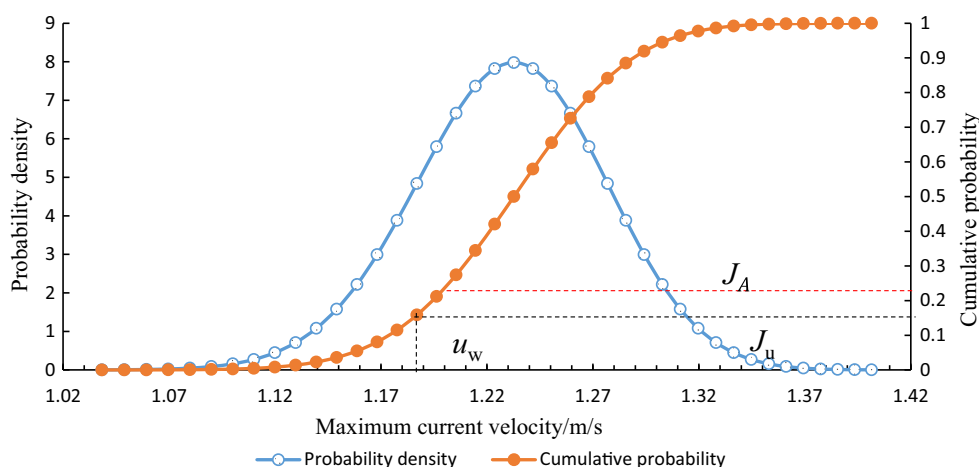 9
8
7
6
5
4
3
2
1
0
Probability density
1
0.9
0.8
0.7
0.6
0.5
0.4
0.3
0.2
0.1
0
Cumulative probability
J_A
J_u
u_w
1.02 1.07 1.12 1.17 1.22 1.27 1.32 1.37 1.42
Maximum current velocity/m/s
Probability density Cumulative probability